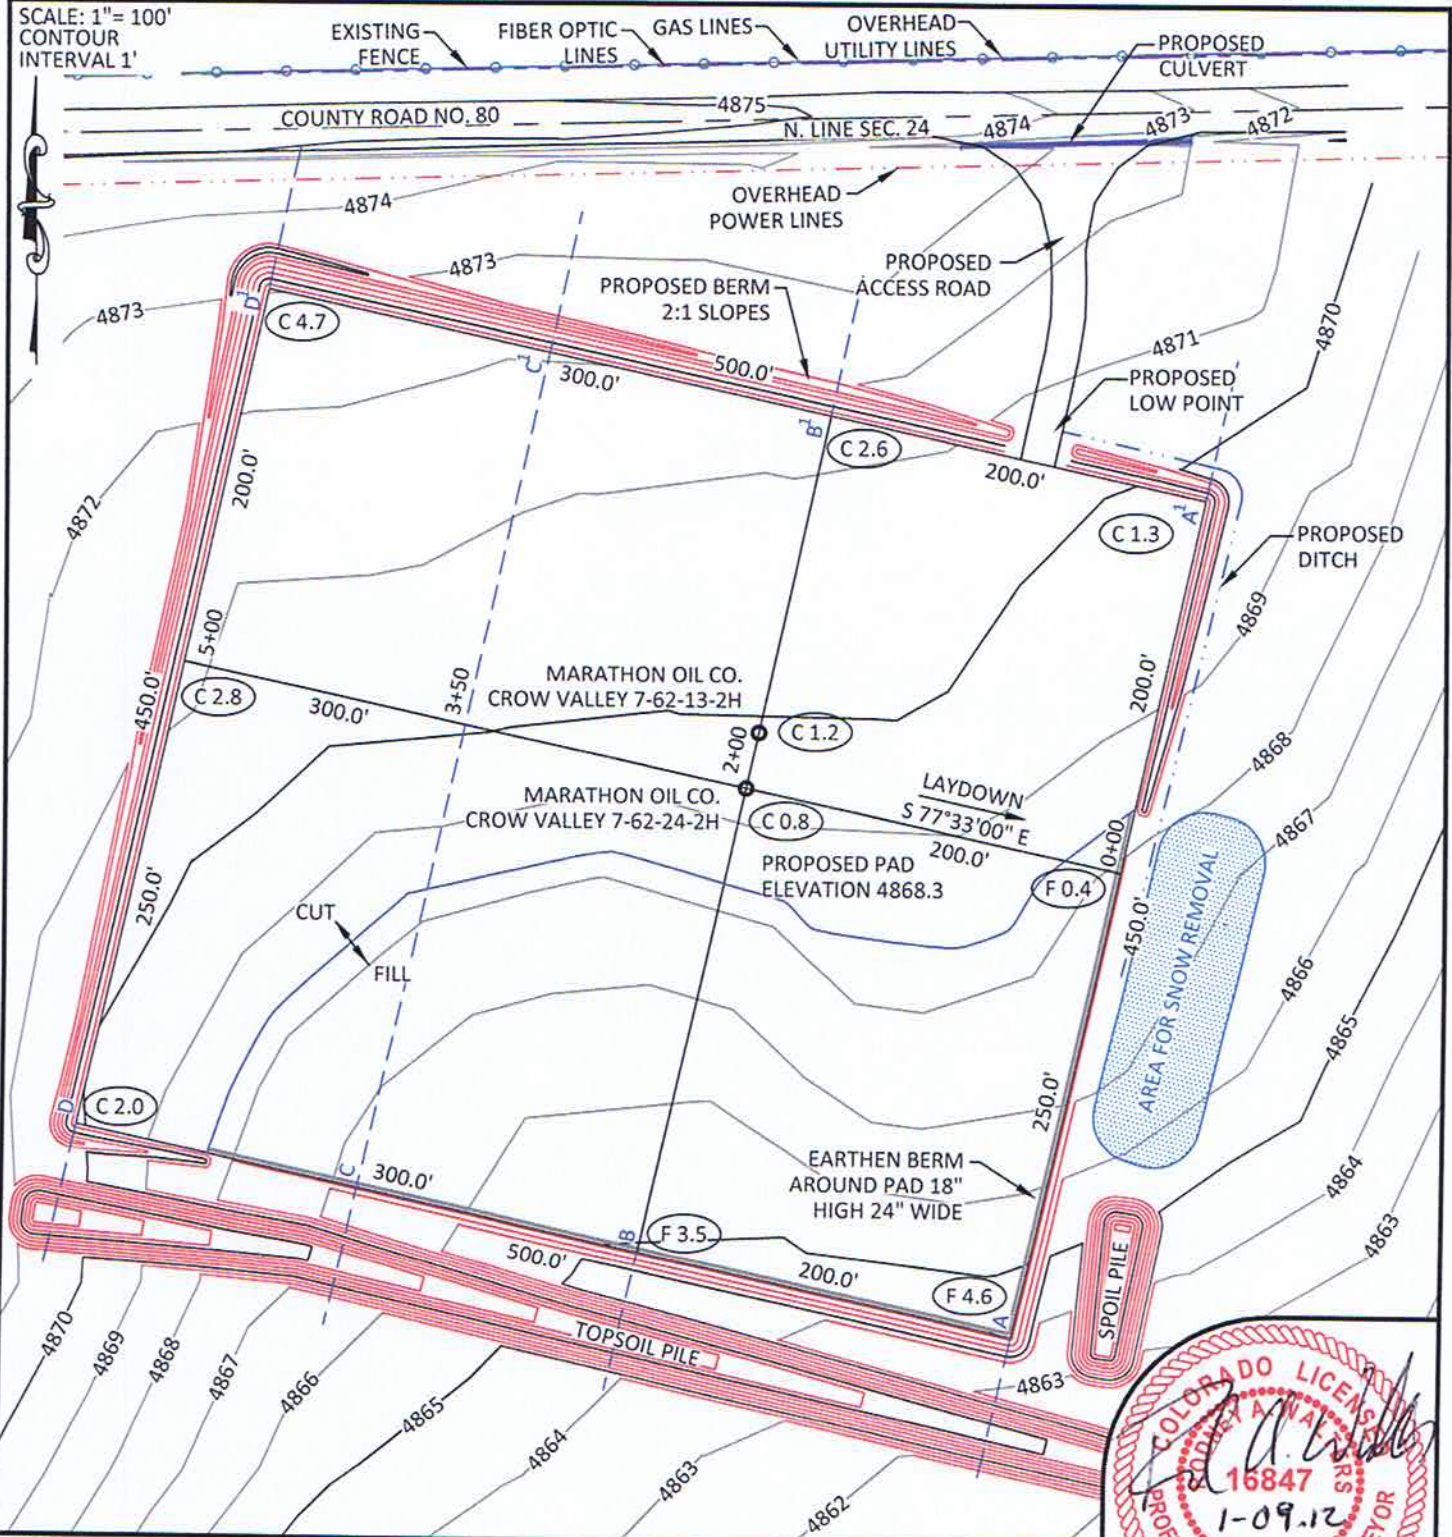 SCALE: 1"= 100'
CONTOUR
INTERVAL 1'
EXISTING
FENCE
FIBER OPTIC
LINES
GAS LINES
OVERHEAD
UTILITY LINES
PROPOSED
CULVERT
COUNTY ROAD NO. 80
4875
N. LINE SEC. 24
4874
4873
4872
4874
OVERHEAD
POWER LINES
4873
4873
PROPOSED BERM
2:1 SLOPES
PROPOSED
ACCESS ROAD
4870
4871
D1
C 4.7
C1
300.0'
500.0'
B1
C 2.6
PROPOSED
LOW POINT
200.0'
A1
C 1.3
PROPOSED
DITCH
4872
200.0'
4869
5+00
450.0'
C 2.8
300.0'
3+50
MARATHON OIL CO.
CROW VALLEY 7-62-13-2H
C 1.2
2+00
200.0'
4868
MARATHON OIL CO.
CROW VALLEY 7-62-24-2H
C 0.8
LAYDOWN
S 77°33'00" E
200.0'
0+00
4867
PROPOSED PAD
ELEVATION 4868.3
F 0.4
250.0'
CUT
FILL
450.0'
AREA FOR SNOW REMOVAL
4866
4865
D
C 2.0
250.0'
C
300.0'
EARTHEN BERM
AROUND PAD 18"
HIGH 24" WIDE
4864
4863
B
F 3.5
500.0'
200.0'
F 4.6
A
SPOIL PILE
TOPSOIL PILE
4870
4869
4868
4867
4866
4865
4864
4863
4862
4863
COLORADO LICENSED
RODNEY A. WALTERS
16847
1-09-12